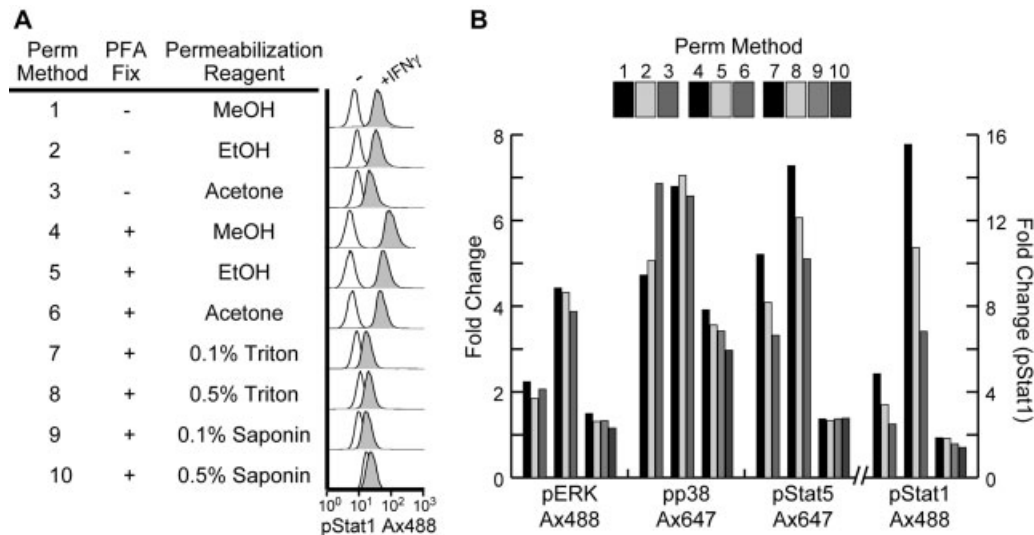 A
Perm Method PFA Fix Permeabilization Reagent
- +IFNγ
1 - MeOH
2 - EtOH
3 - Acetone
4 + MeOH
5 + EtOH
6 + Acetone
7 + 0.1% Triton
8 + 0.5% Triton
9 + 0.1% Saponin
10 + 0.5% Saponin
10⁰ 10¹ 10² 10³
pStat1 Ax488
B
Perm Method
1 2 3 4 5 6 7 8 9 10
Fold Change
8
6
4
2
0
Fold Change (pStat1)
16
12
8
4
0
pERK Ax488
pp38 Ax647
pStat5 Ax647
pStat1 Ax488